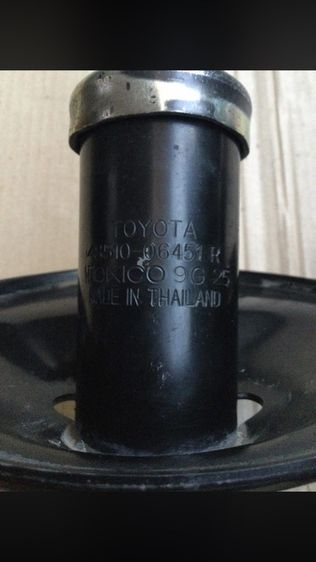 TOYOTA
48510-06451 R
TOKICO 9G 25
MADE IN THAILAND